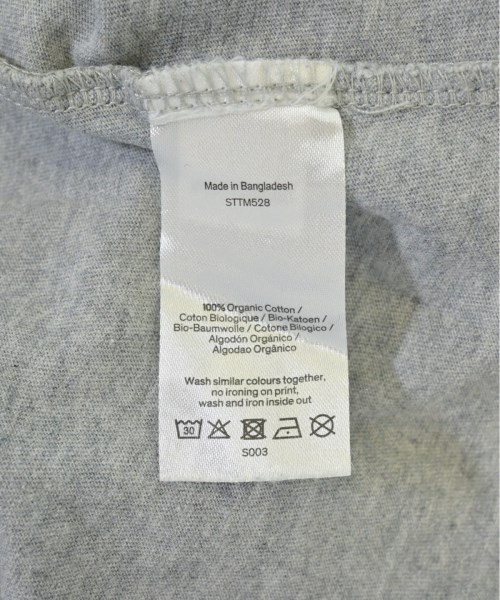 Made in Bangladesh
STTM528
100% Organic Cotton /
Coton Biologique / Bio-Katoen /
Bio-Baumwolle / Cotone Bilogico /
Algodón Orgánico /
Algodao Orgânico
Wash similar colours together,
no ironing on print,
wash and iron inside out
30
S003